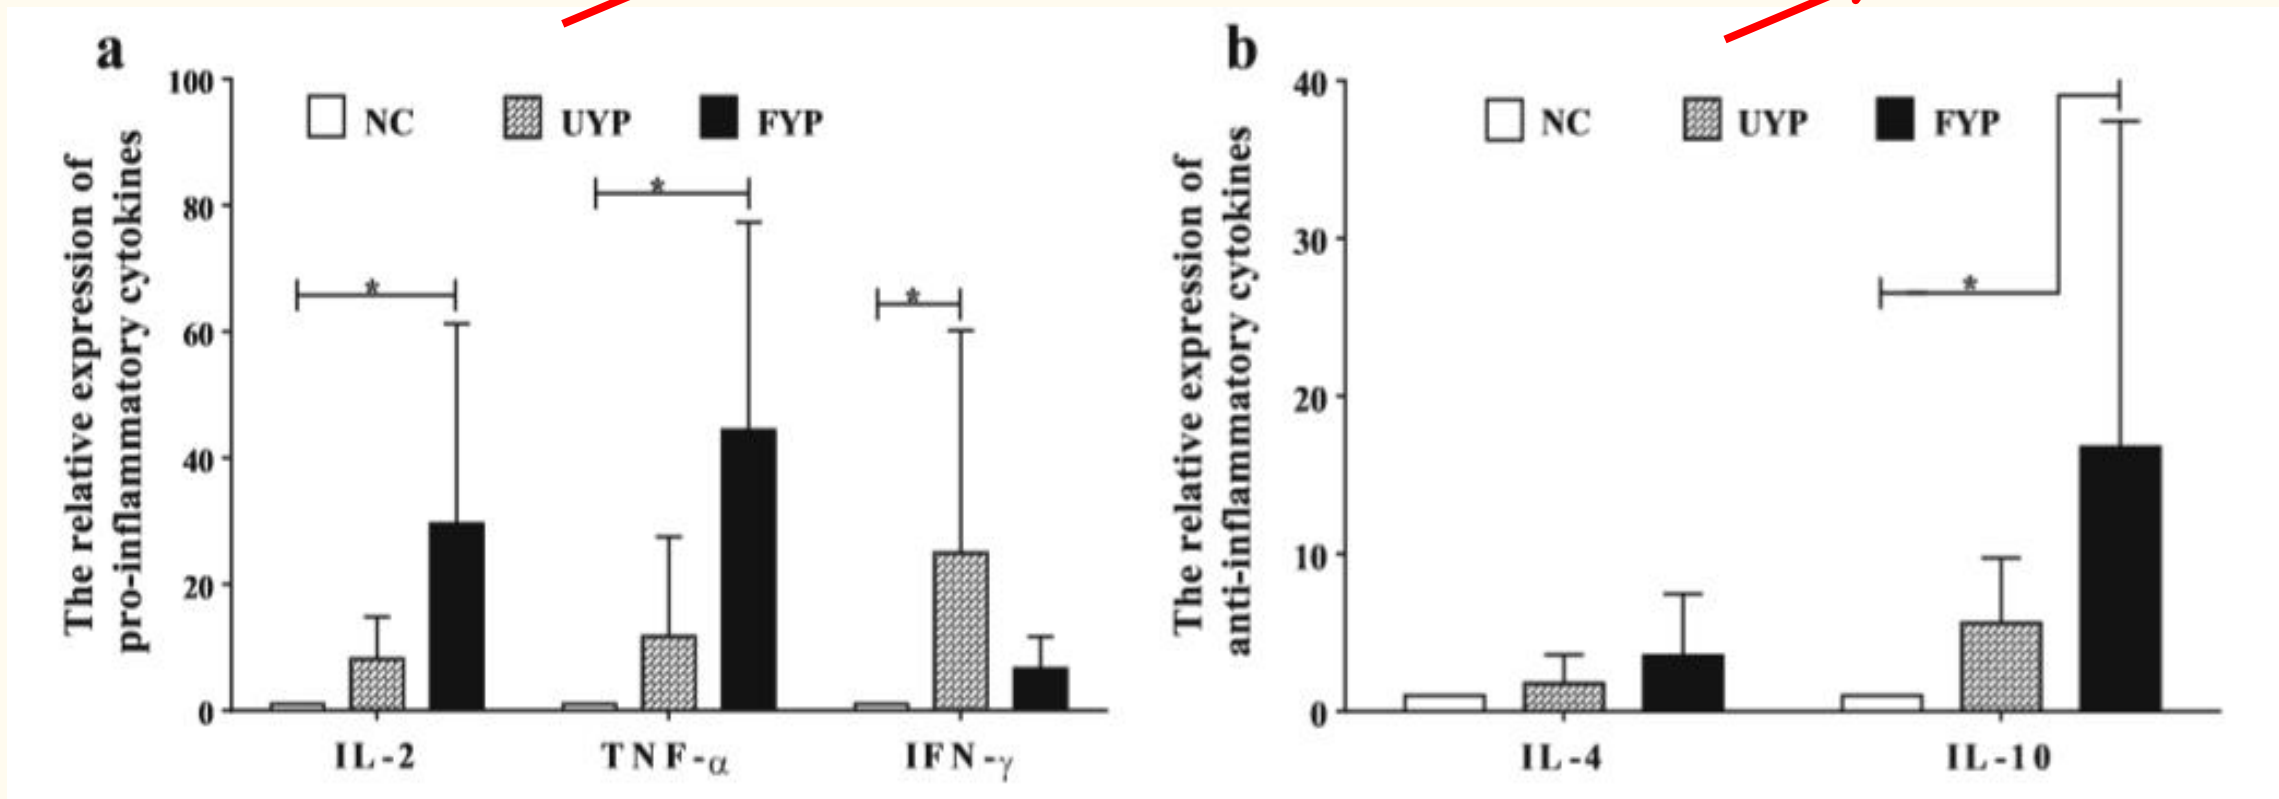 a
The relative expression of
pro-inflammatory cytokines
100
80
60
40
20
0
NC
UYP
FYP
*
*
*
IL-2
TNF-α
IFN-γ
b
The relative expression of
anti-inflammatory cytokines
40
30
20
10
0
NC
UYP
FYP
*
IL-4
IL-10